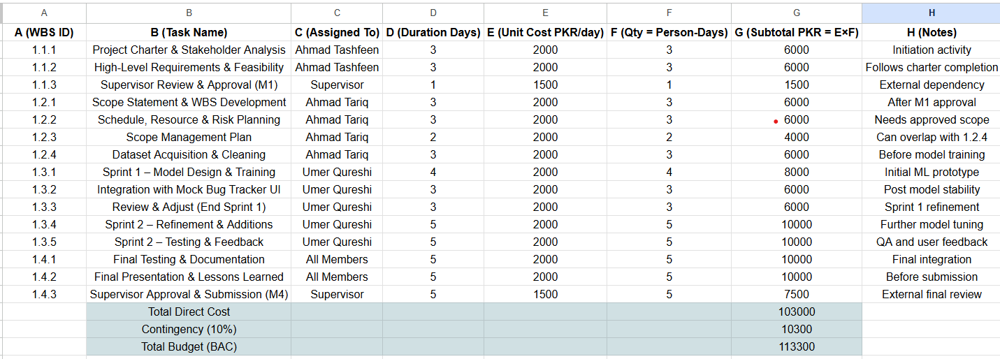 A B C D E F G H
A (WBS ID) B (Task Name) C (Assigned To) D (Duration Days) E (Unit Cost PKR/day) F (Qty = Person-Days) G (Subtotal PKR = E×F) H (Notes)
1.1.1 Project Charter & Stakeholder Analysis Ahmad Tashfeen 3 2000 3 6000 Initiation activity
1.1.2 High-Level Requirements & Feasibility Ahmad Tashfeen 3 2000 3 6000 Follows charter completion
1.1.3 Supervisor Review & Approval (M1) Supervisor 1 1500 1 1500 External dependency
1.2.1 Scope Statement & WBS Development Ahmad Tariq 3 2000 3 6000 After M1 approval
1.2.2 Schedule, Resource & Risk Planning Ahmad Tariq 3 2000 3 6000 Needs approved scope
1.2.3 Scope Management Plan Ahmad Tariq 2 2000 2 4000 Can overlap with 1.2.4
1.2.4 Dataset Acquisition & Cleaning Ahmad Tariq 3 2000 3 6000 Before model training
1.3.1 Sprint 1 – Model Design & Training Umer Qureshi 4 2000 4 8000 Initial ML prototype
1.3.2 Integration with Mock Bug Tracker UI Umer Qureshi 3 2000 3 6000 Post model stability
1.3.3 Review & Adjust (End Sprint 1) Umer Qureshi 3 2000 3 6000 Sprint 1 refinement
1.3.4 Sprint 2 – Refinement & Additions Umer Qureshi 5 2000 5 10000 Further model tuning
1.3.5 Sprint 2 – Testing & Feedback Umer Qureshi 5 2000 5 10000 QA and user feedback
1.4.1 Final Testing & Documentation All Members 5 2000 5 10000 Final integration
1.4.2 Final Presentation & Lessons Learned All Members 5 2000 5 10000 Before submission
1.4.3 Supervisor Approval & Submission (M4) Supervisor 5 1500 5 7500 External final review
Total Direct Cost 103000
Contingency (10%) 10300
Total Budget (BAC) 113300